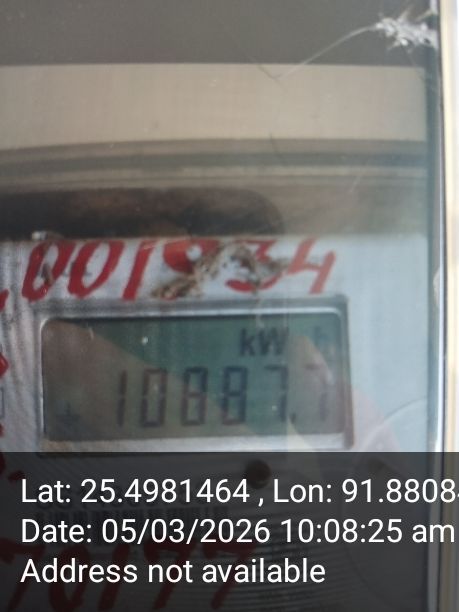 001934
kW h
10887.7
Lat: 25.4981464 , Lon: 91.8808
Date: 05/03/2026 10:08:25 am
Address not available